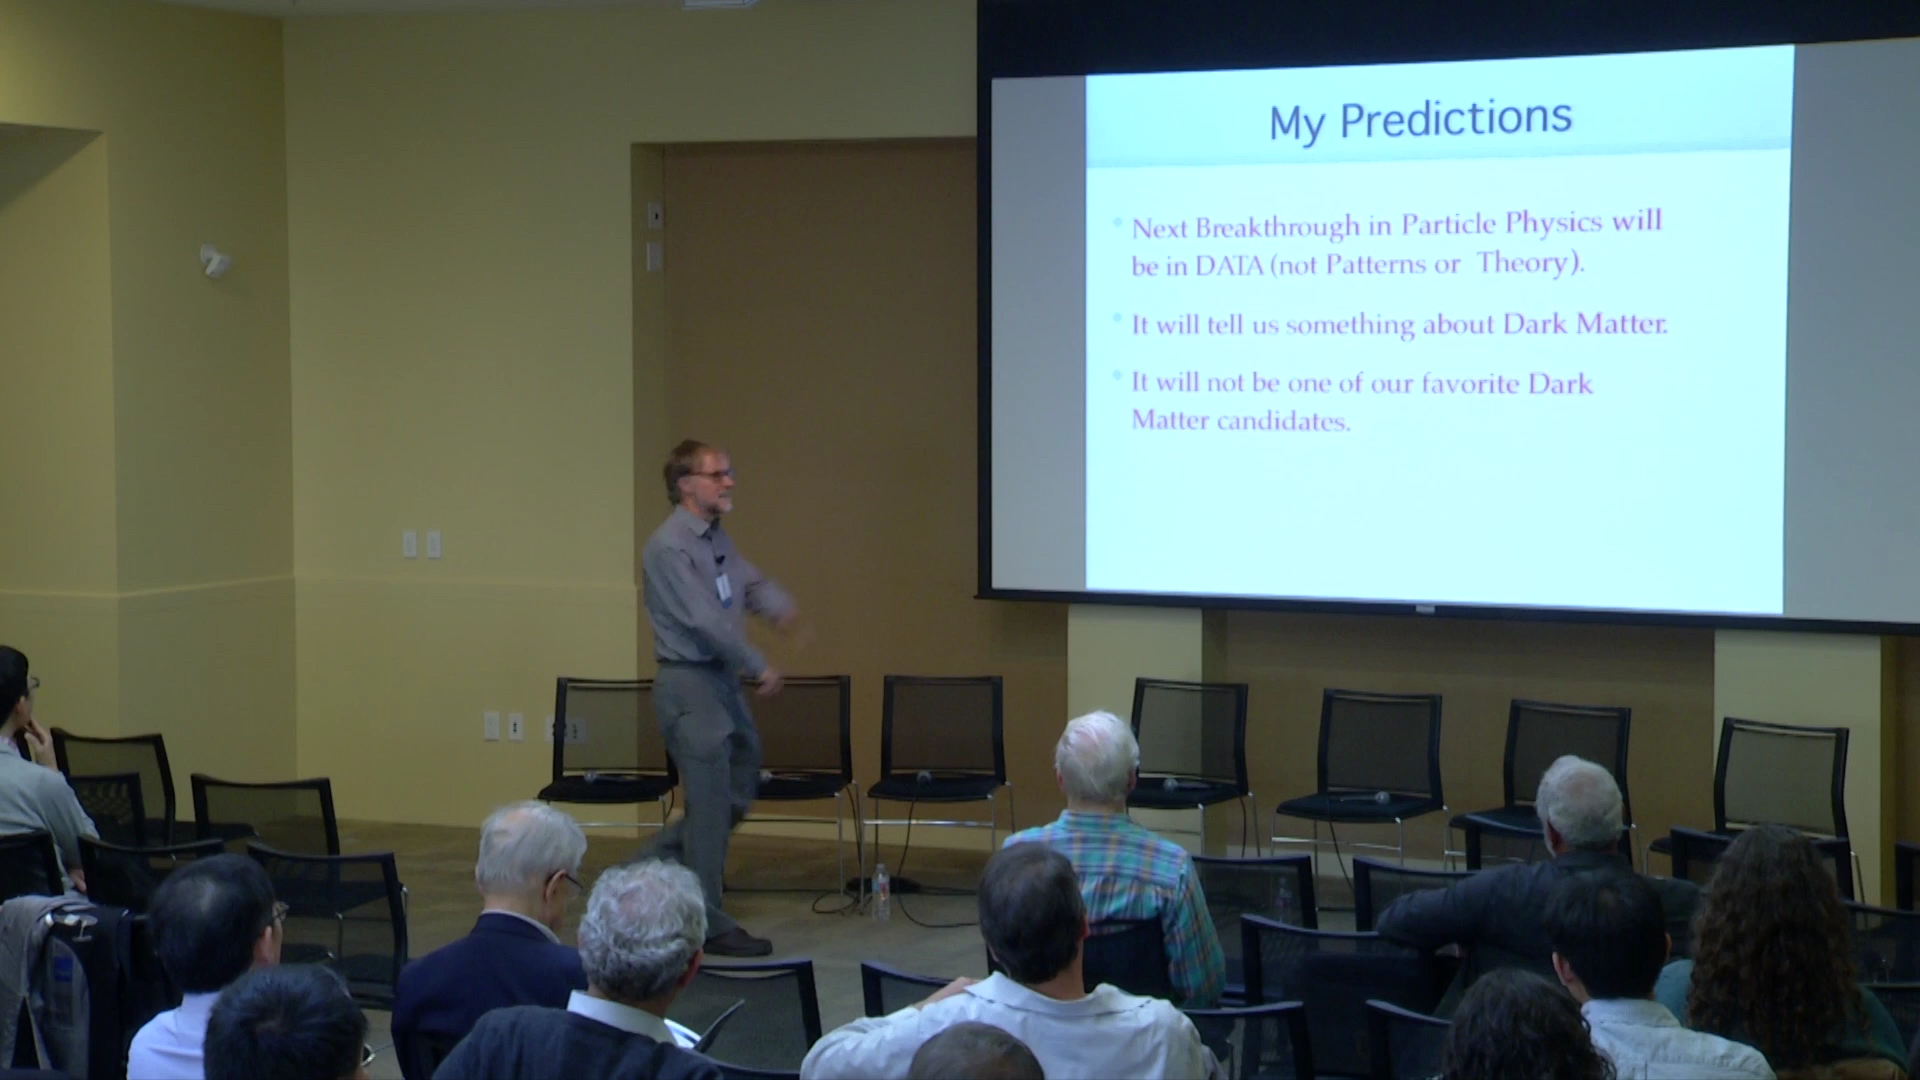 My Predictions
Next Breakthrough in Particle Physics will
be in DATA (not Patterns or Theory).
It will tell us something about Dark Matter.
It will not be one of our favorite Dark
Matter candidates.